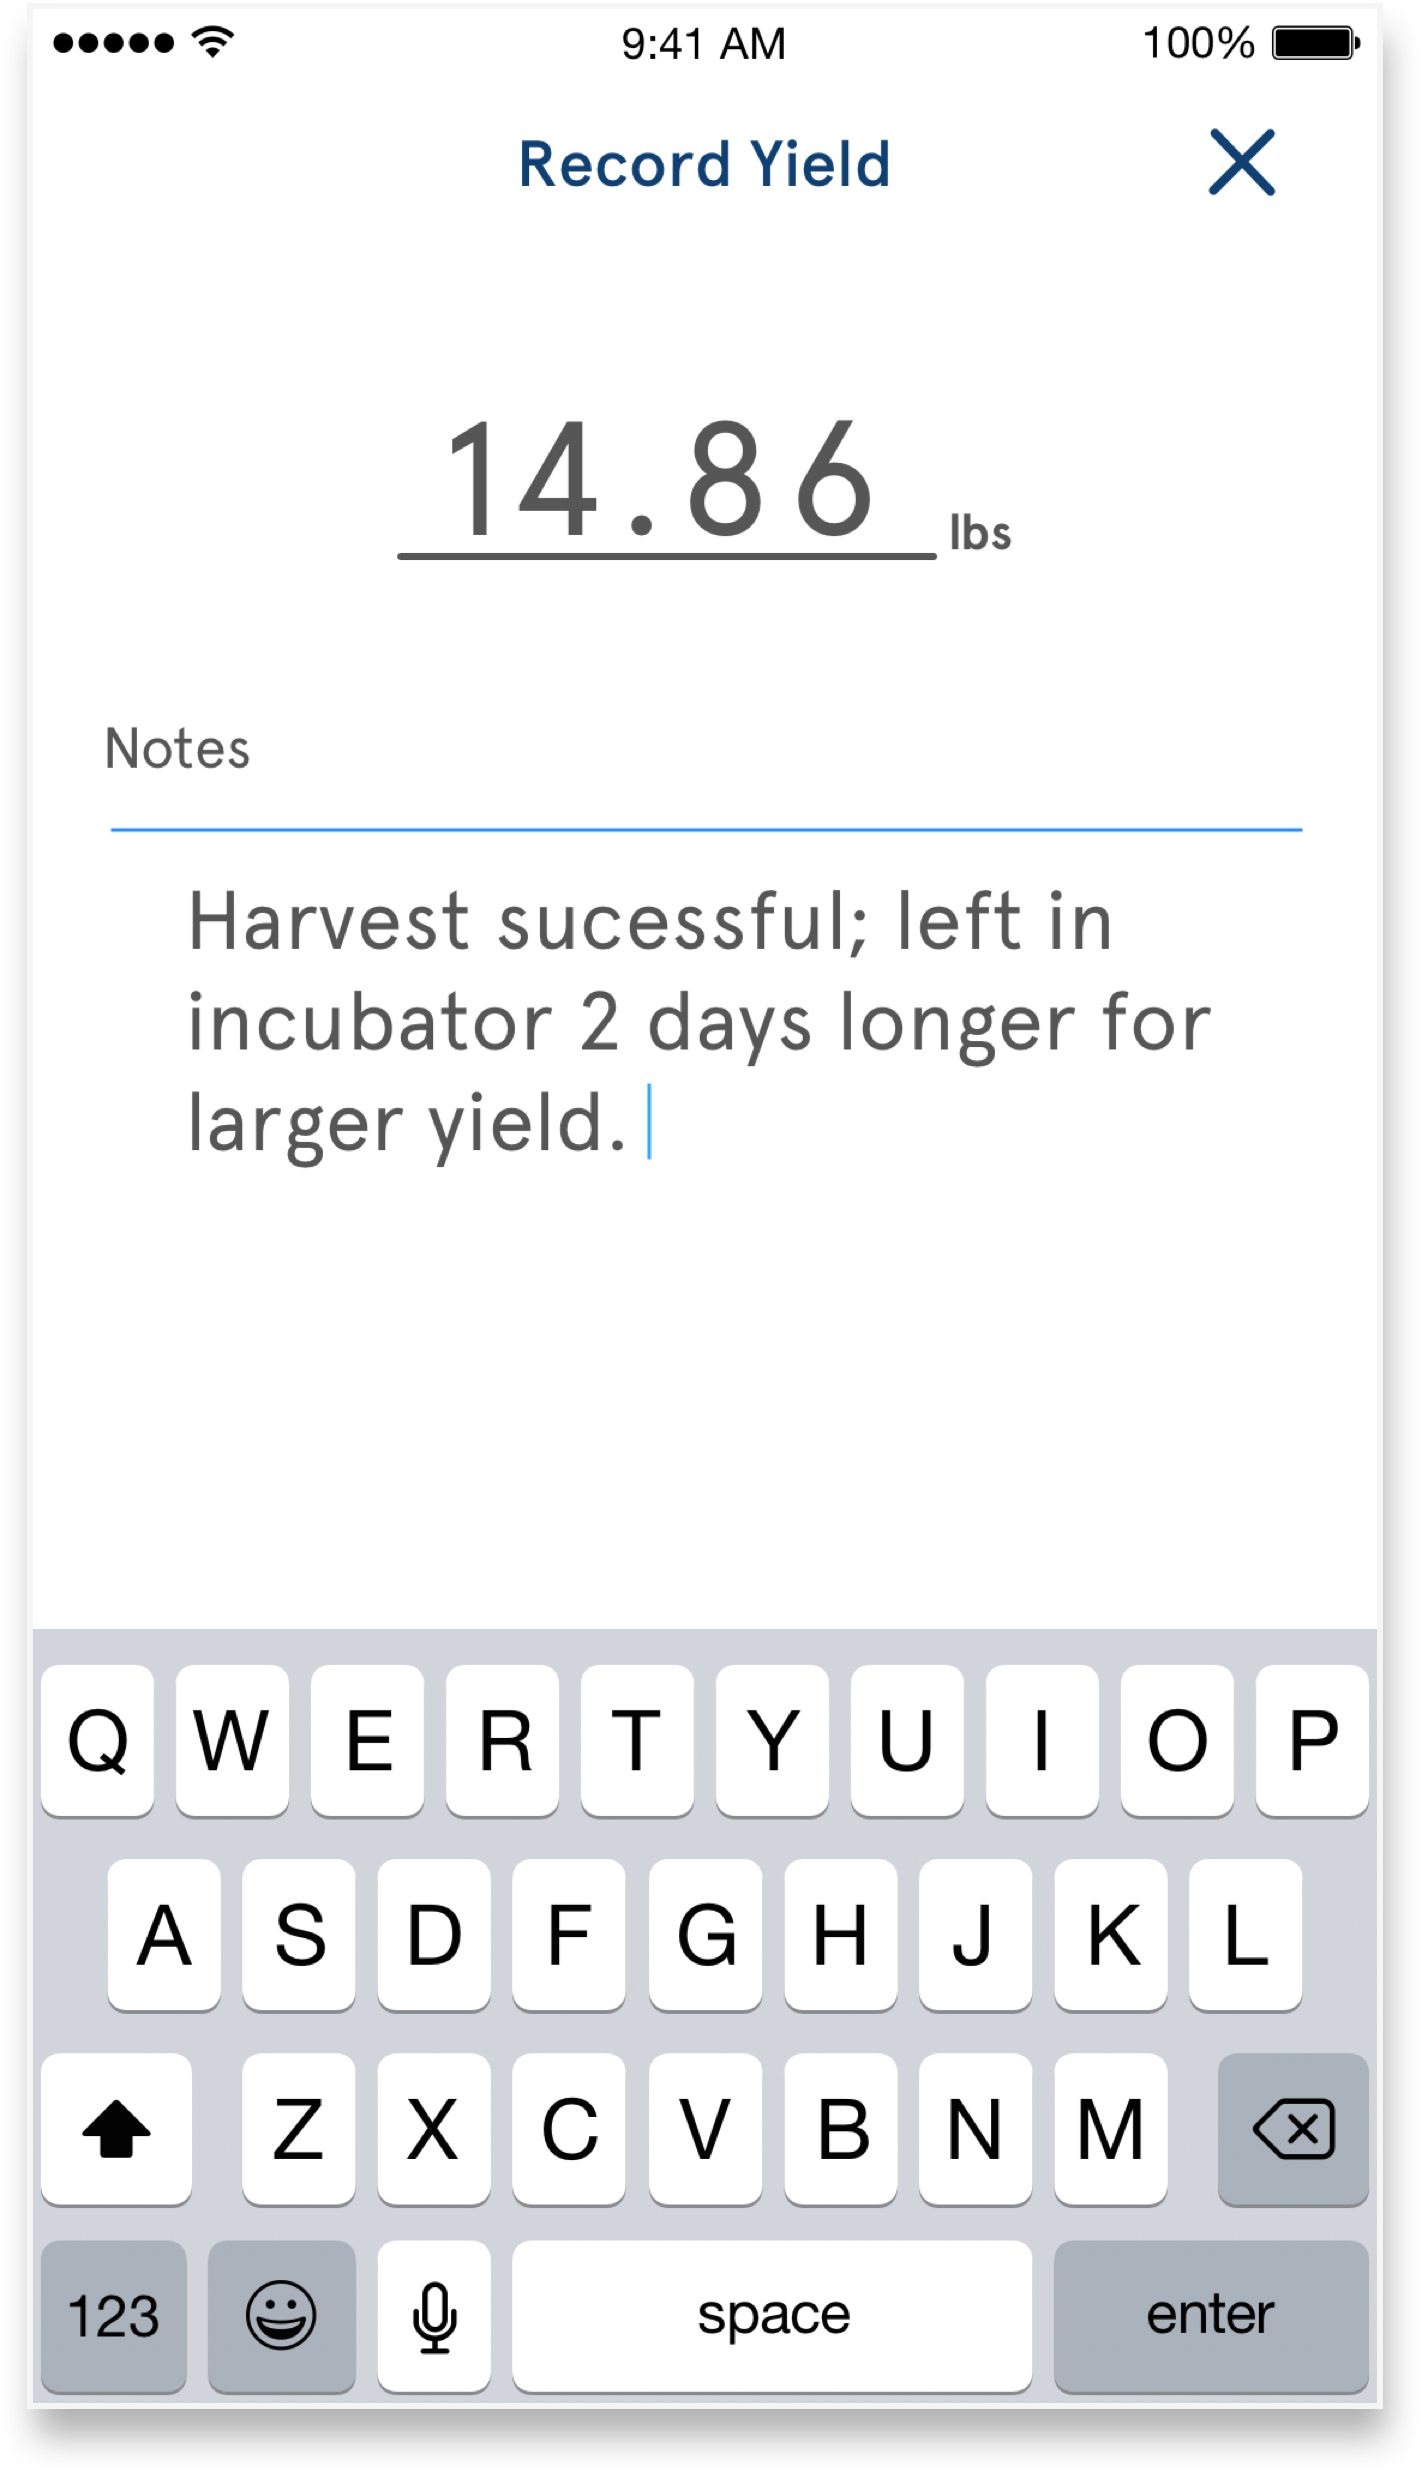 9:41 AM 100%
Record Yield
14.86 lbs
Notes
Harvest sucessful; left in
incubator 2 days longer for
larger yield.
Q W E R T Y U I O P
A S D F G H J K L
Z X C V B N M
123 space enter